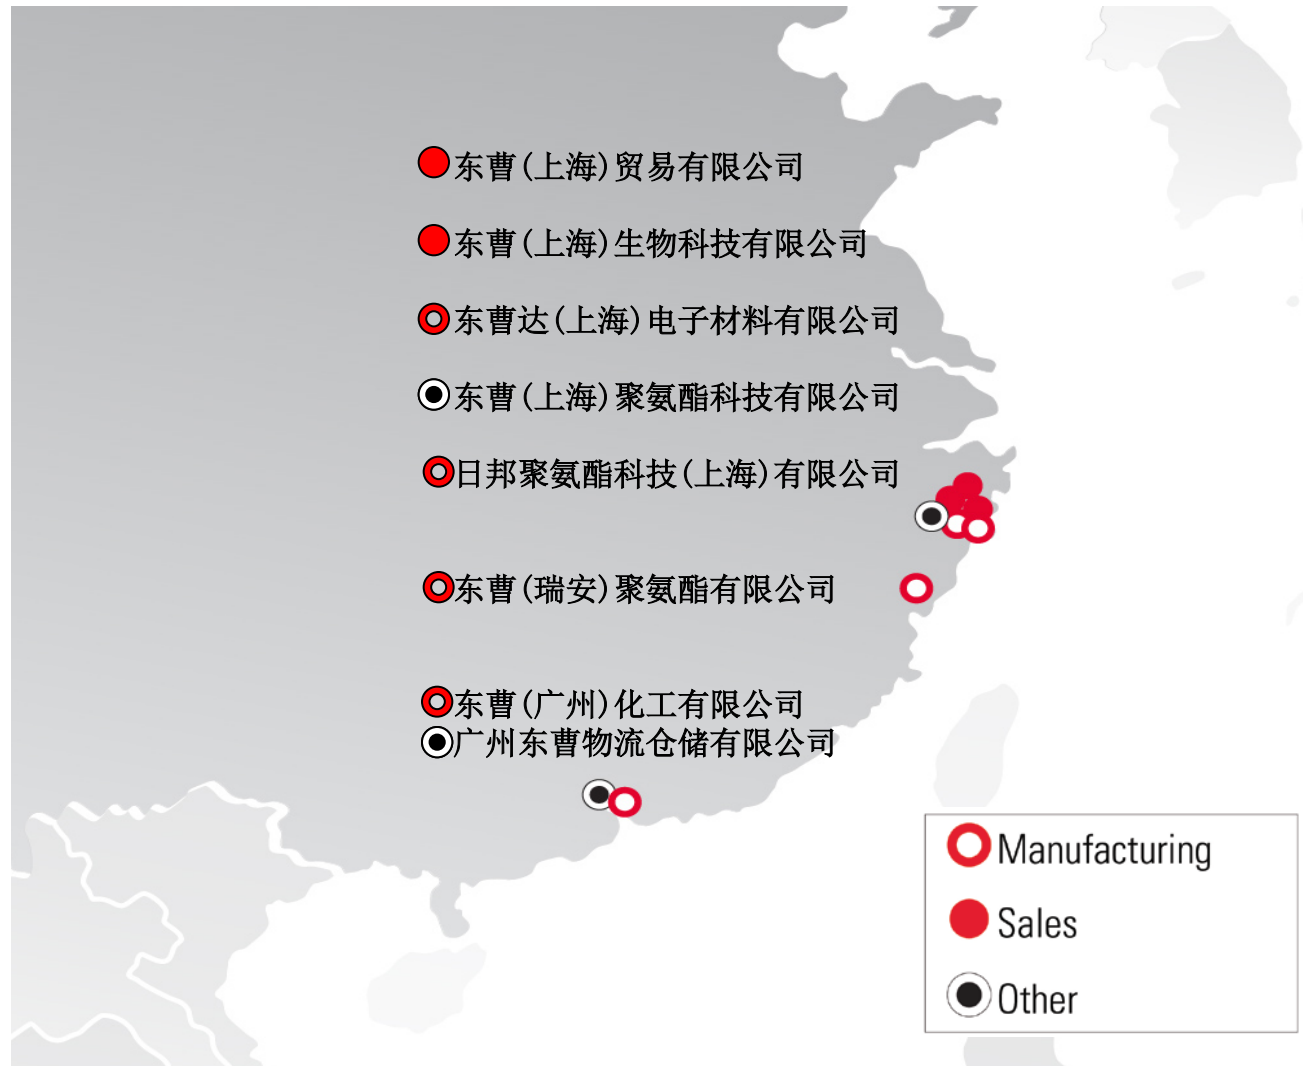 东曹(上海)贸易有限公司
东曹(上海)生物科技有限公司
东曹达(上海)电子材料有限公司
东曹(上海)聚氨酯科技有限公司
日邦聚氨酯科技(上海)有限公司
东曹(瑞安)聚氨酯有限公司
东曹(广州)化工有限公司
广州东曹物流仓储有限公司
Manufacturing
Sales
Other